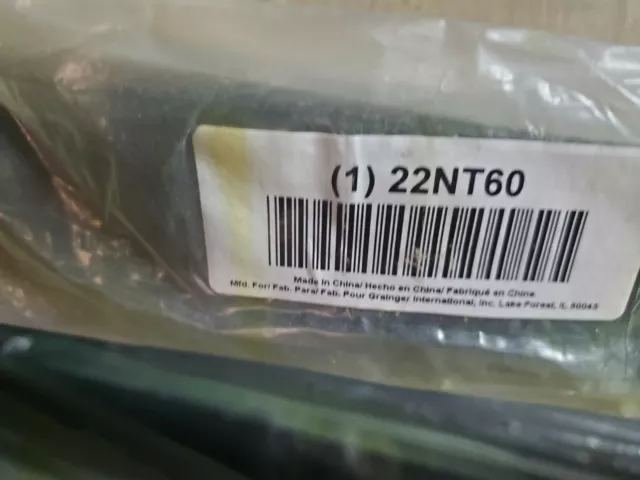 (1) 22NT60
Made in China/ Hecho en China/ Fabriqué en Chine
Mfd. For/ Fab. Para/ Fab. Pour Grainger International, Inc. Lake Forest, IL 60045